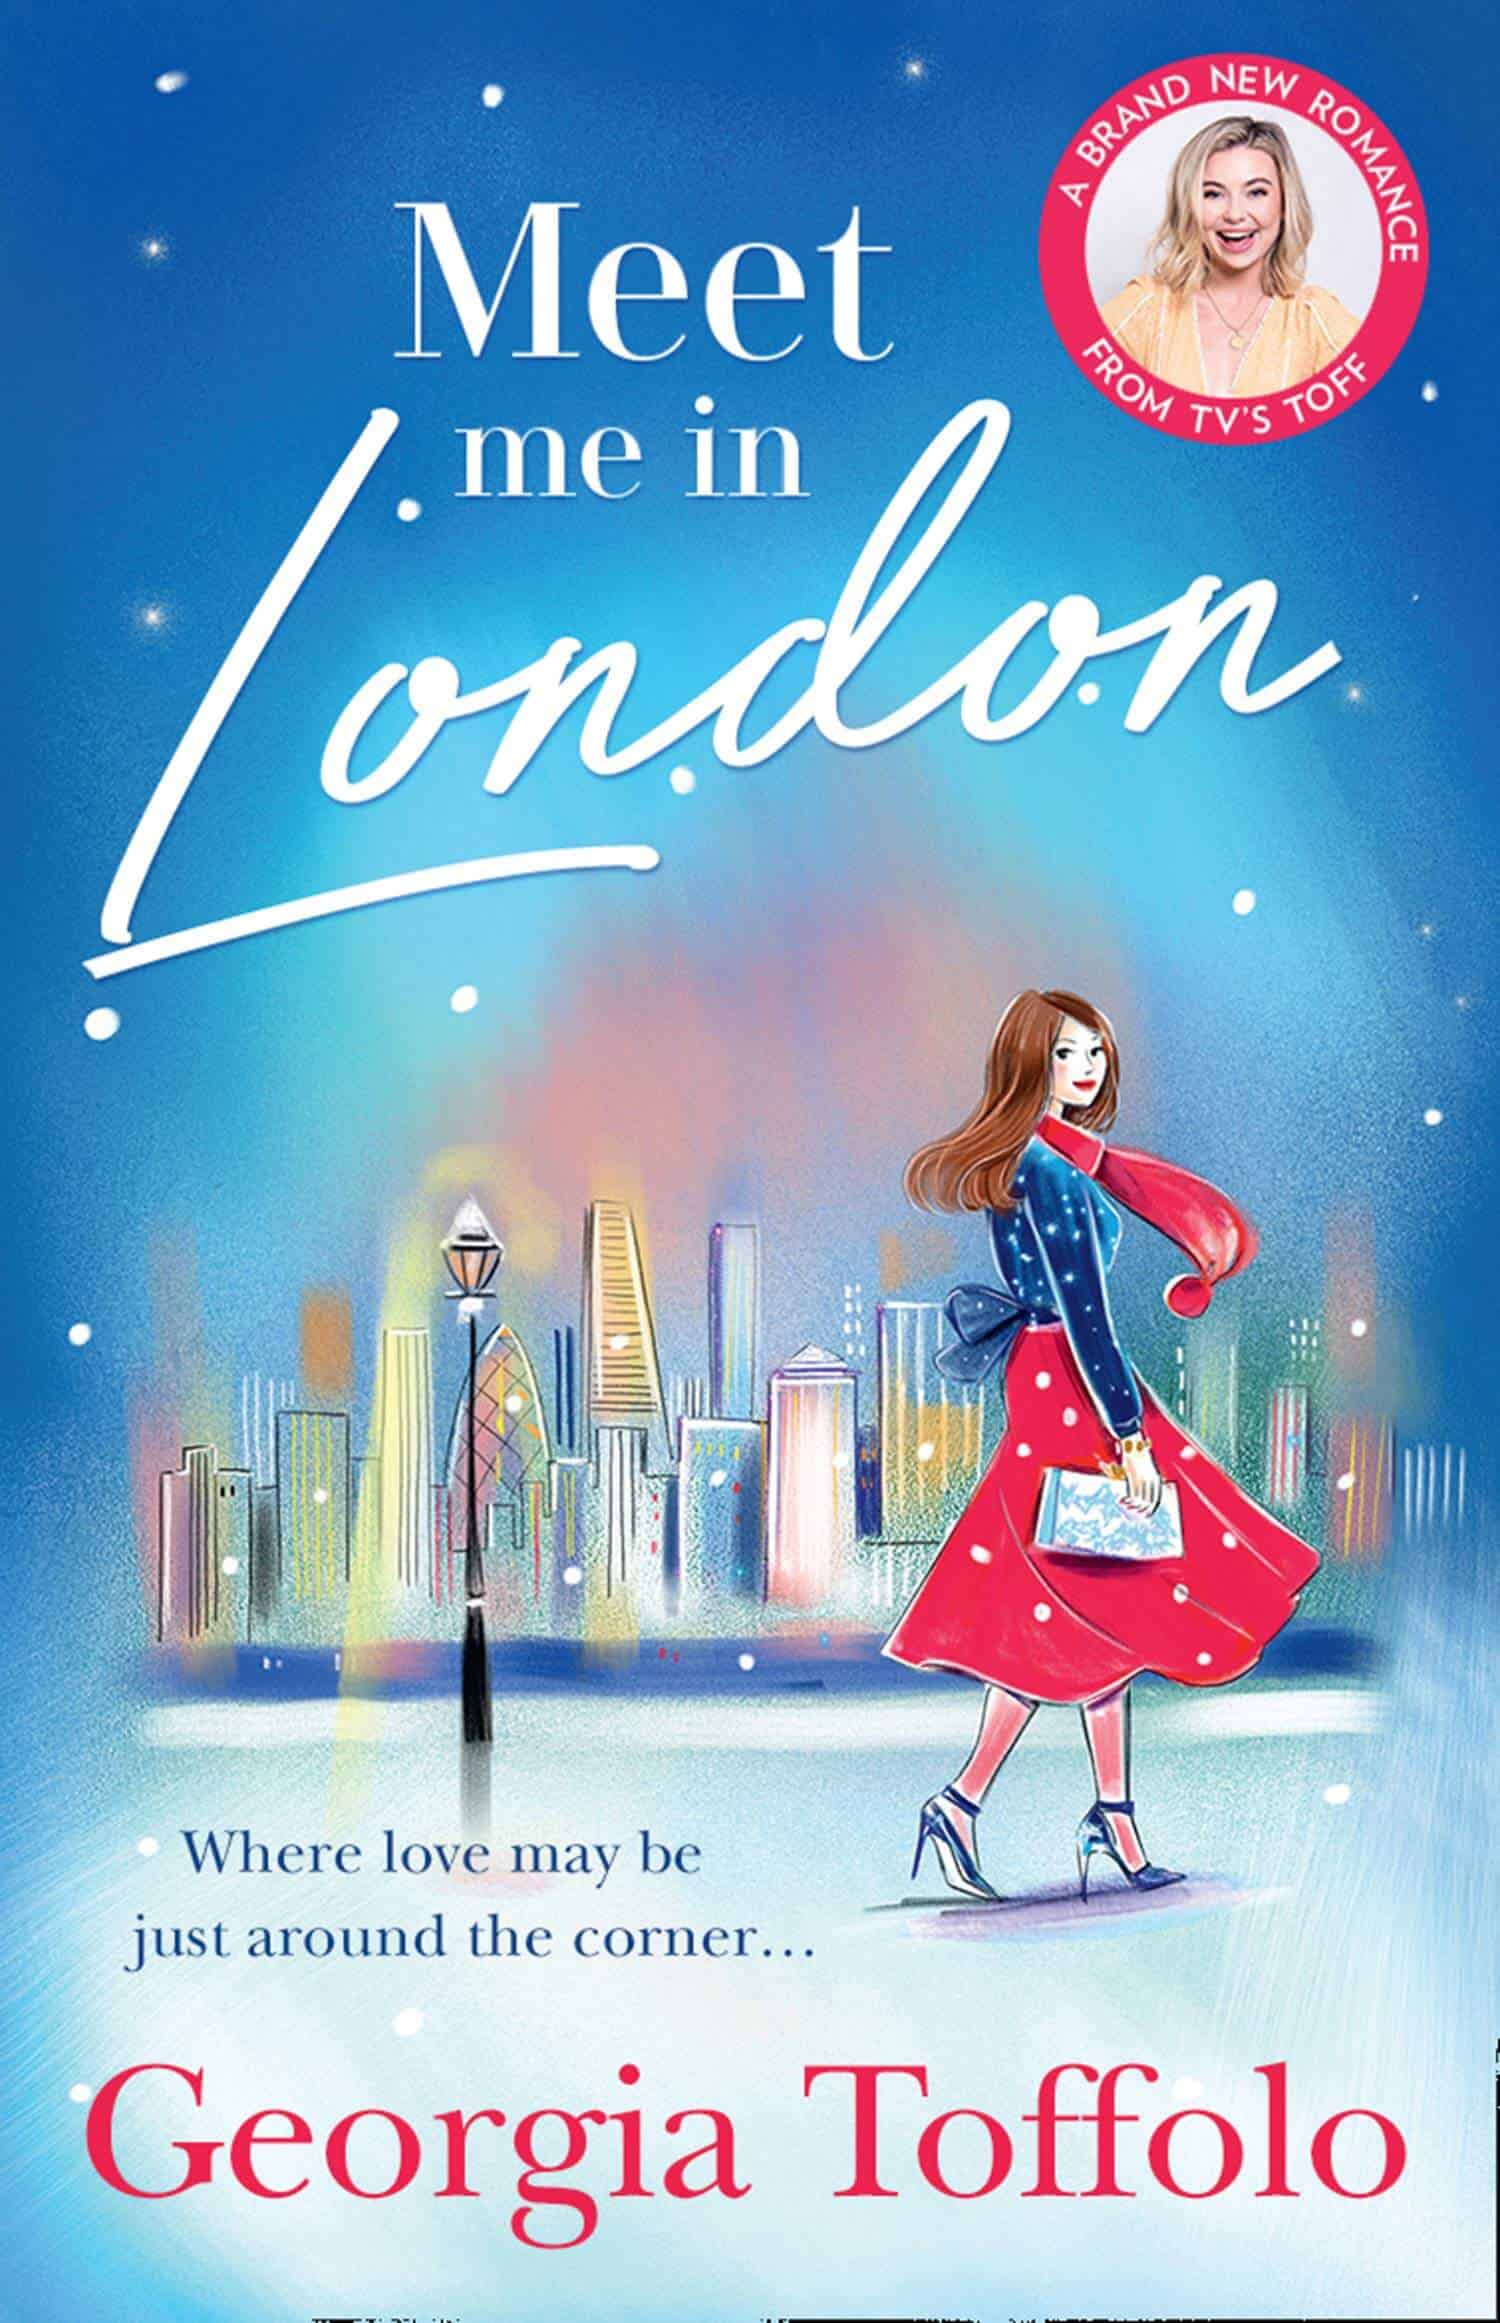 A BRAND NEW ROMANCE
FROM TV'S TOFF
Meet
me in
London
Where love may be
just around the corner...
Georgia Toffolo